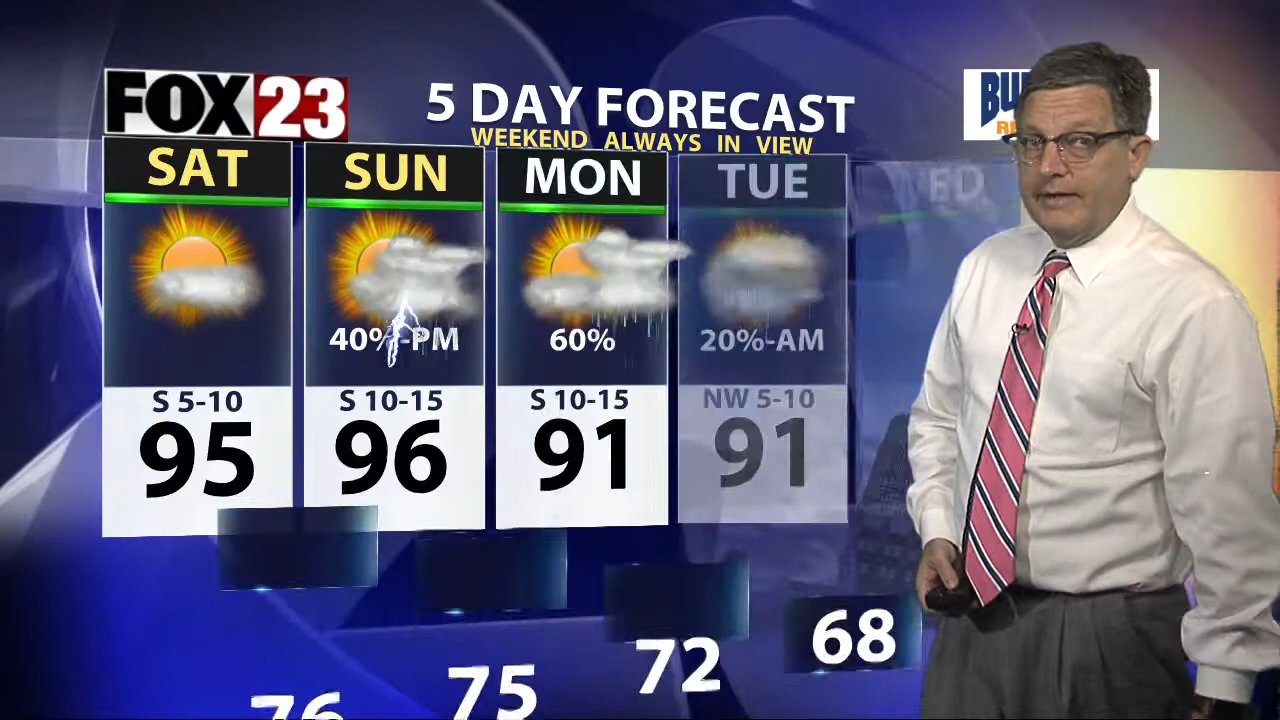 FOX 23
5 DAY FORECAST
WEEKEND ALWAYS IN VIEW
SAT
SUN
MON
TUE
40%-PM
60%
20%-AM
S 5-10
S 10-15
S 10-15
NW 5-10
95
96
91
91
76
75
72
68